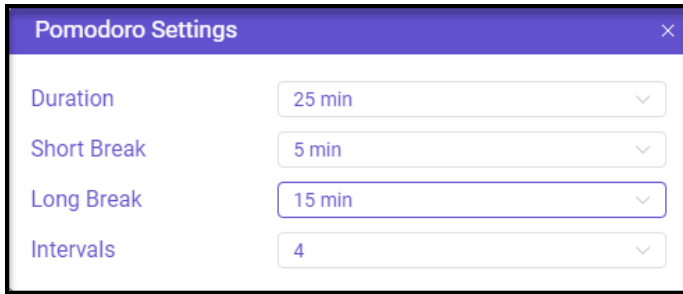 Pomodoro Settings
Duration 25 min
Short Break 5 min
Long Break 15 min
Intervals 4